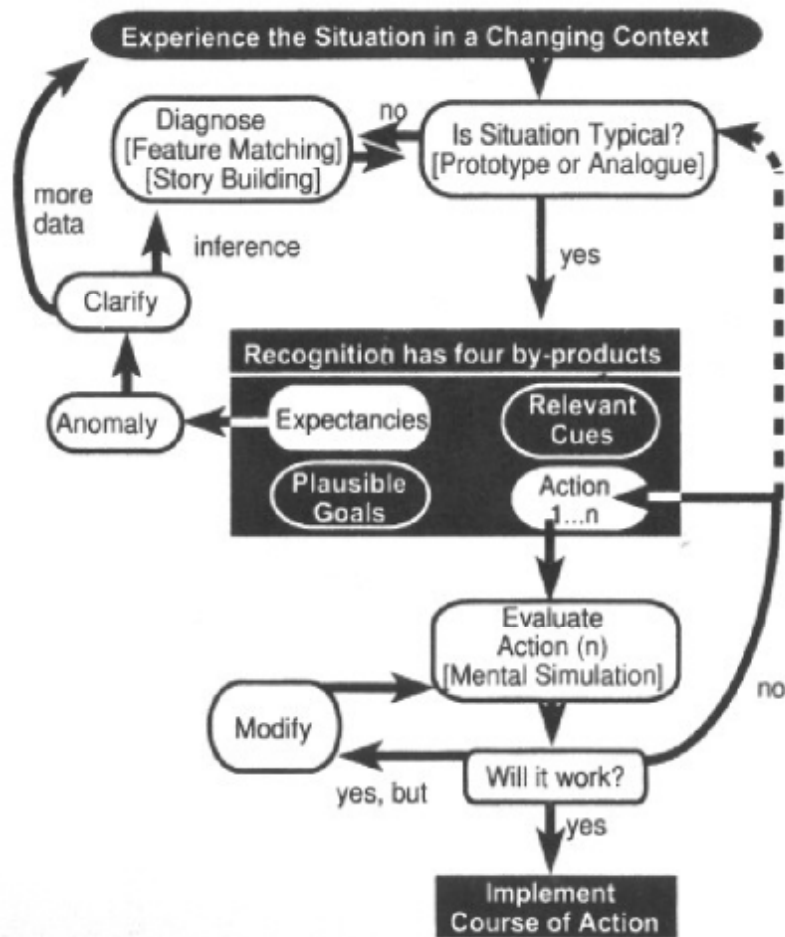 Experience the Situation in a Changing Context
Diagnose
[Feature Matching]
[Story Building]
no
Is Situation Typical?
[Prototype or Analogue]
more
data
inference
yes
Clarify
Recognition has four by-products
Anomaly
Expectancies
Relevant
Cues
Plausible
Goals
Action
1...n
Evaluate
Action (n)
[Mental Simulation]
no
Modify
Will it work?
yes, but
yes
Implement
Course of Action